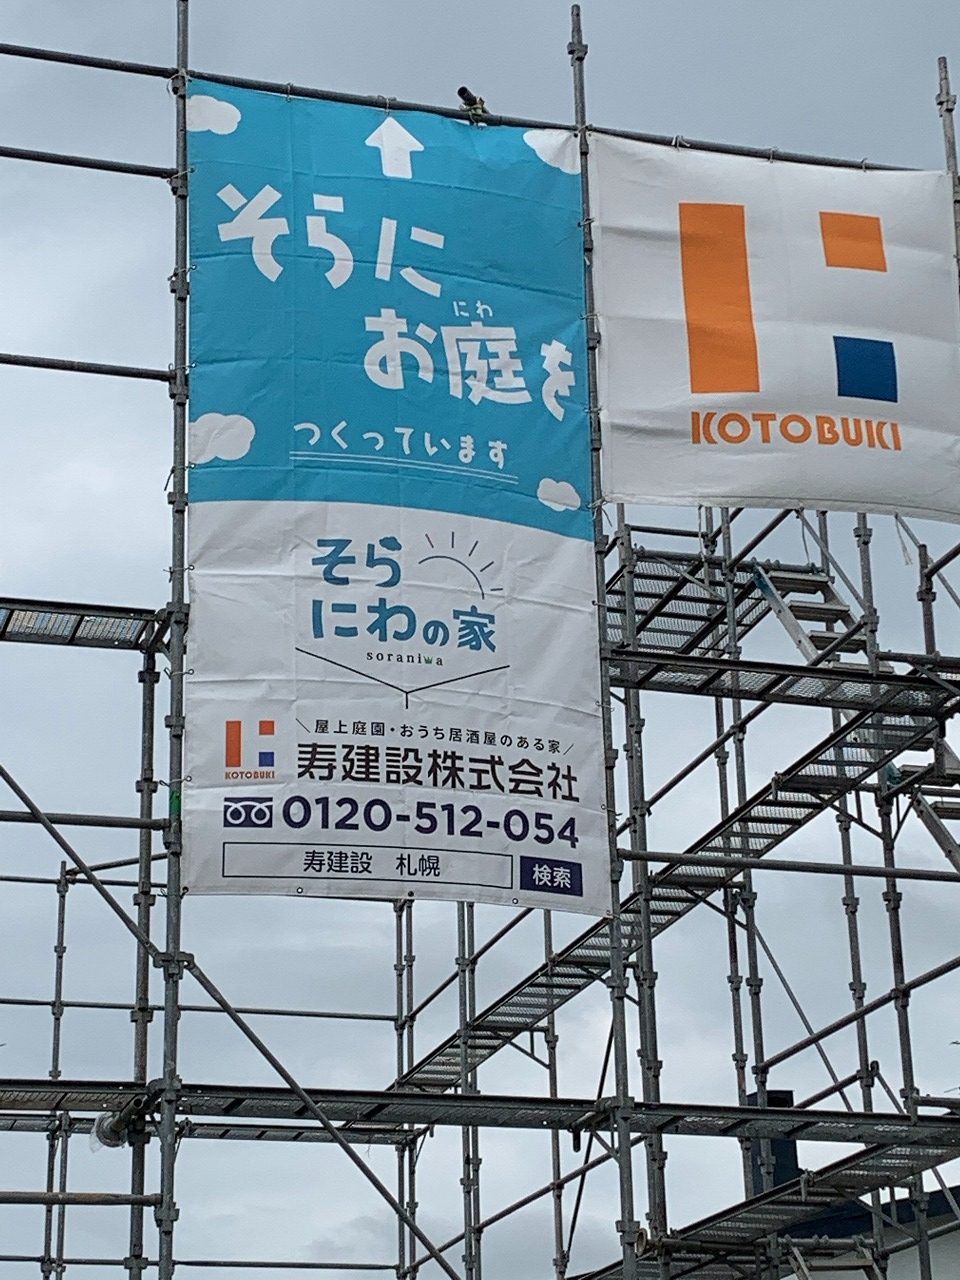 そらに
にわ
お庭を
つくっています
そら
にわの家
soraniwa
KOTOBUKI
\屋上庭園・おうち居酒屋のある家/
寿建設株式会社
0120-512-054
寿建設 札幌 検索
KOTOBUKI